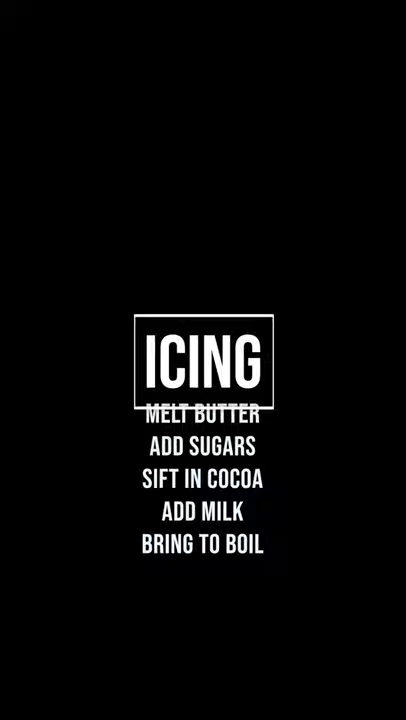 ICING
MELT BUTTER
ADD SUGARS
SIFT IN COCOA
ADD MILK
BRING TO BOIL